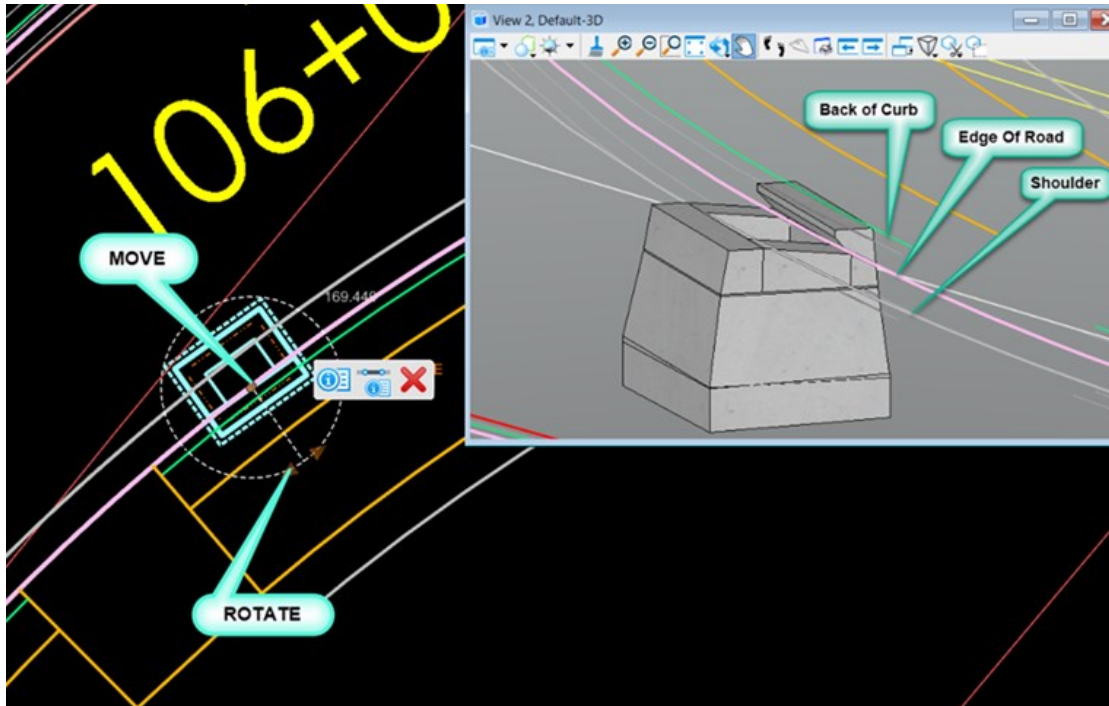 106+0
MOVE
169.449
ROTATE
View 2, Default-3D
Back of Curb
Edge Of Road
Shoulder